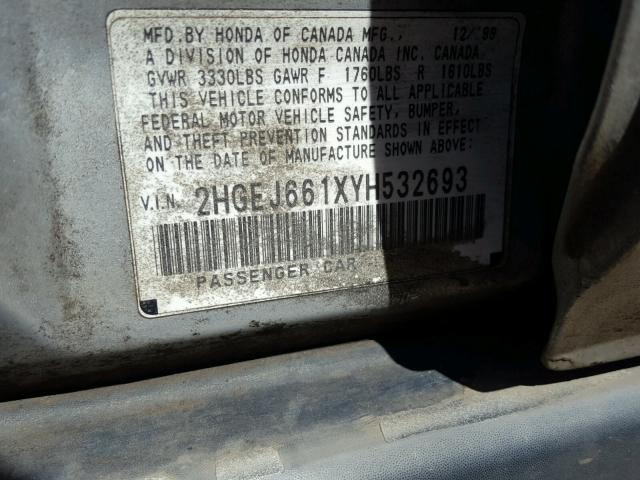 MFD. BY HONDA OF CANADA MFG., 12/'99
A DIVISION OF HONDA CANADA INC. CANADA.
GVWR 3330LBS GAWR F 1760LBS R 1610LBS
THIS VEHICLE CONFORMS TO ALL APPLICABLE
FEDERAL MOTOR VEHICLE SAFETY, BUMPER,
AND THEFT PREVENTION STANDARDS IN EFFECT
ON THE DATE OF MANUFACTURE SHOWN ABOVE:
V.I.N. 2HGEJ661XYH532693
PASSENGER CAR